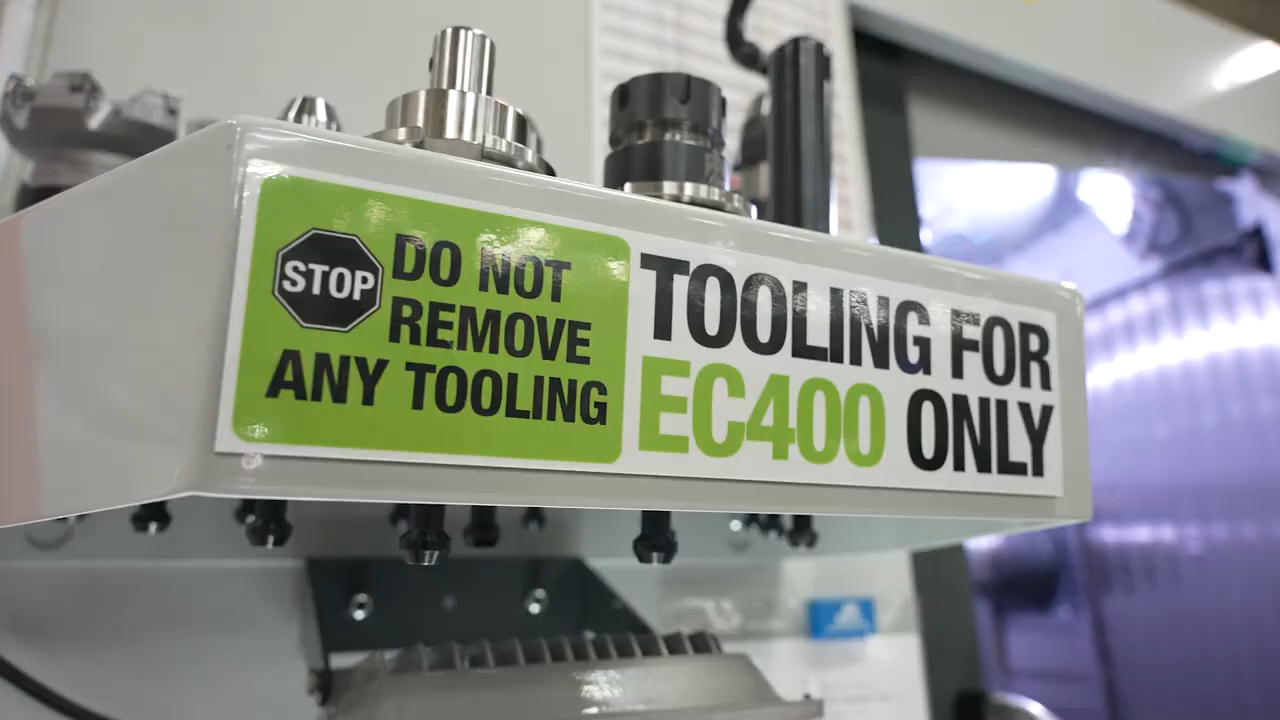 STOP
DO NOT
REMOVE
ANY TOOLING
TOOLING FOR
EC400 ONLY